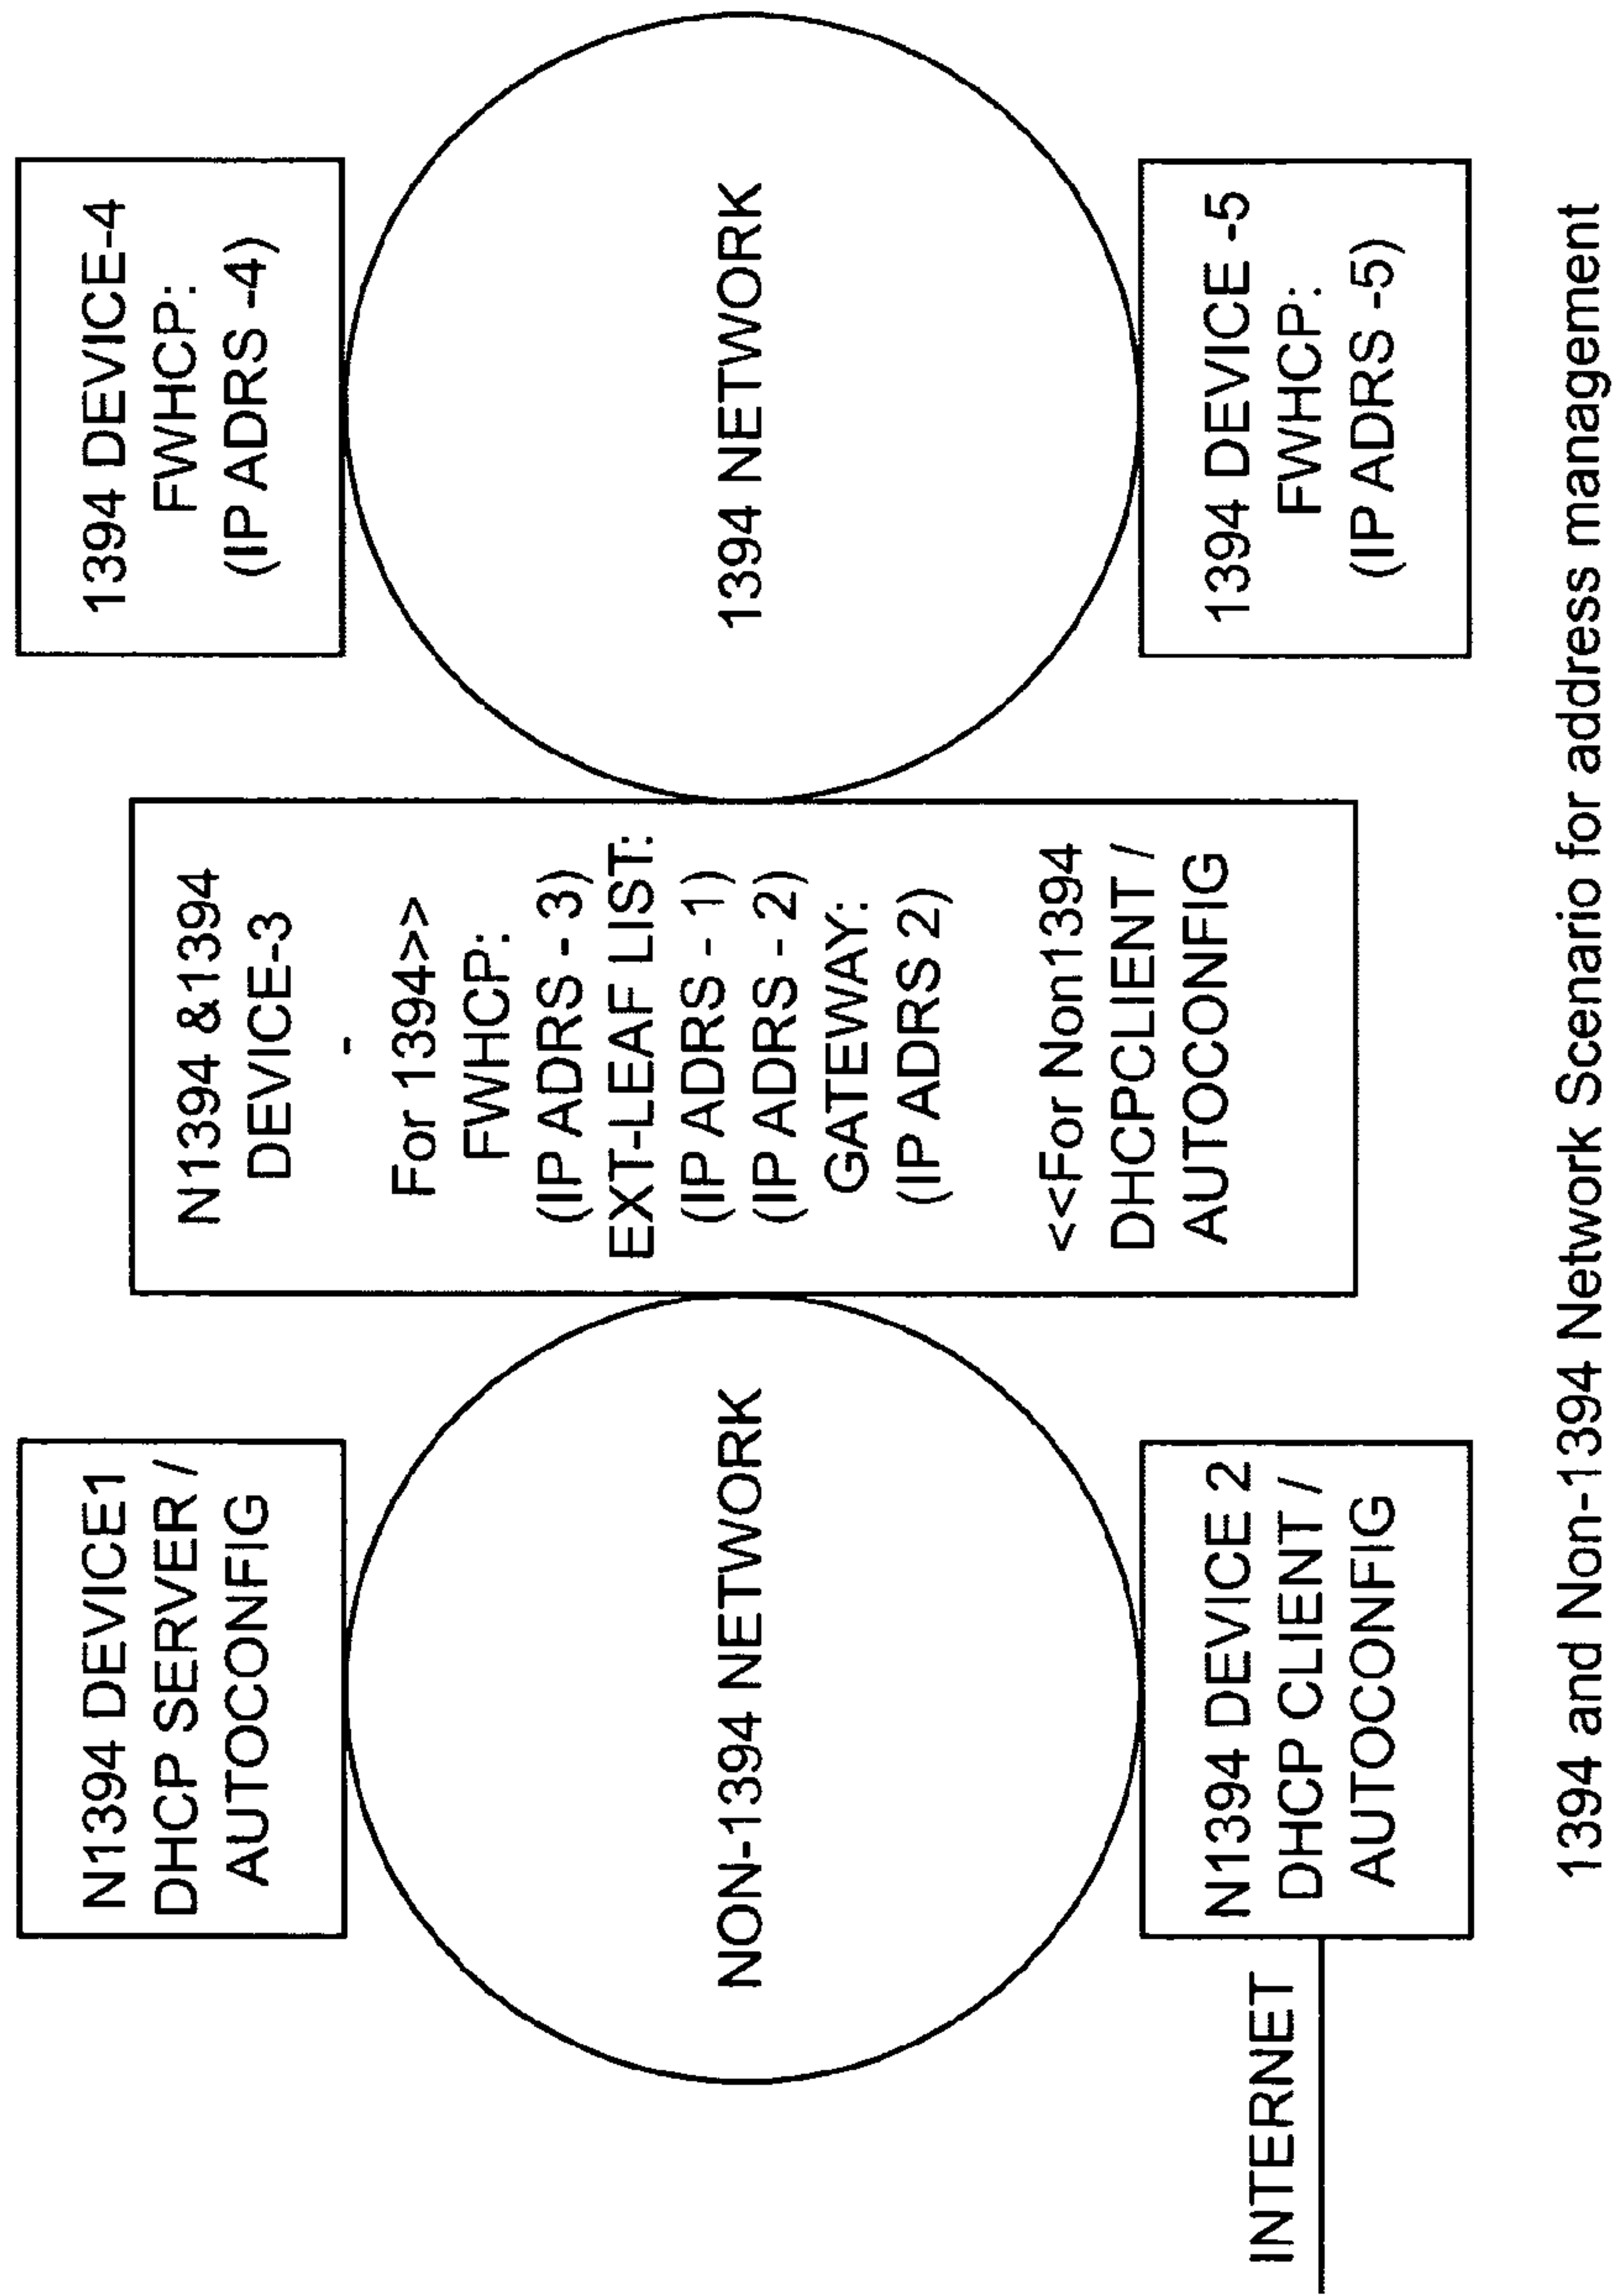 N1394 DEVICE1
DHCP SERVER /
AUTOCONFIG
NON-1394 NETWORK
N1394 DEVICE 2
DHCP CLIENT /
AUTOCONFIG
INTERNET
N1394 &1394
DEVICE-3
-
For 1394>>
FWHCP:
(IP ADRS - 3)
EXT-LEAF LIST:
(IP ADRS - 1)
(IP ADRS - 2)
GATEWAY:
(IP ADRS 2)
<<For Non1394
DHCPCLIENT /
AUTOCONFIG
1394 DEVICE-4
FWHCP:
(IP ADRS -4)
1394 NETWORK
1394 DEVICE -5
FWHCP:
(IP ADRS -5)
1394 and Non-1394 Network Scenario for address management